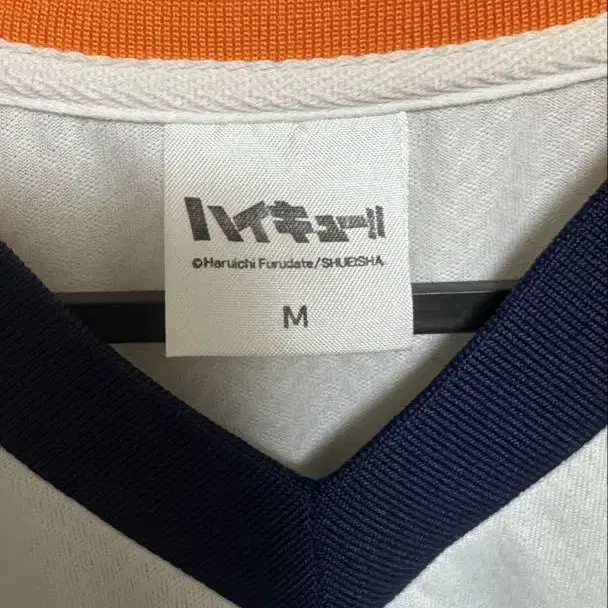 ハイキュー!!
©Haruichi Furudate/SHUEISHA
M